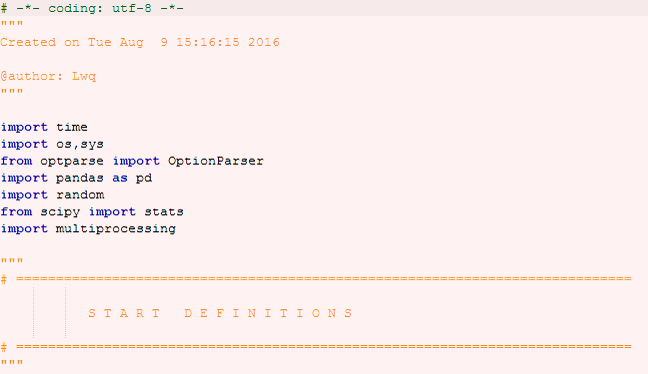 # -*- coding: utf-8 -*-
"""
Created on Tue Aug  9 15:16:15 2016
@author: Lwq
"""
import time
import os,sys
from optparse import OptionParser
import pandas as pd
import random
from scipy import stats
import multiprocessing
"""
# =============================================================================
S T A R T   D E F I N I T I O N S
# =============================================================================
"""